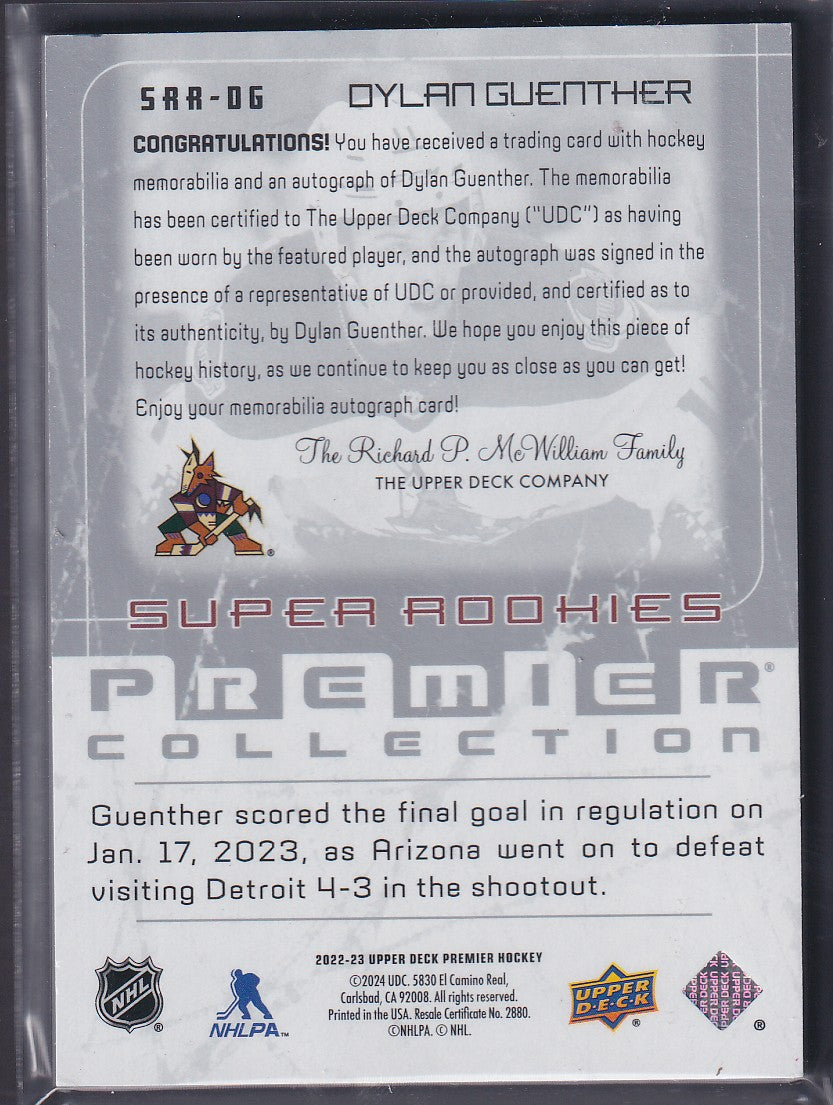 SRR-DG DYLAN GUENTHER
CONGRATULATIONS! You have received a trading card with hockey
memorabilia and an autograph of Dylan Guenther. The memorabilia
has been certified to The Upper Deck Company ("UDC") as having
been worn by the featured player, and the autograph was signed in the
presence of a representative of UDC or provided, and certified as to
its authenticity, by Dylan Guenther. We hope you enjoy this piece of
hockey history, as we continue to keep you as close as you can get!
Enjoy your memorabilia autograph card!
The Richard P. McWilliam Family
THE UPPER DECK COMPANY
®
SUPER ROOKIES
PREMIER®
COLLECTION
Guenther scored the final goal in regulation on
Jan. 17, 2023, as Arizona went on to defeat
visiting Detroit 4-3 in the shootout.
2022-23 UPPER DECK PREMIER HOCKEY
©2024 UDC. 5830 El Camino Real,
Carlsbad, CA 92008. All rights reserved.
Printed in the USA. Resale Certificate No. 2880.
©NHLPA. © NHL.
NHL ®
NHLPA™
UPPER
D·E·C·K ®
UPPER DECK
®